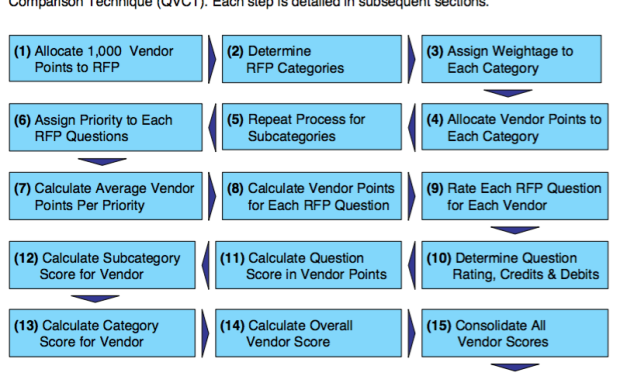 Comparison Technique (QVCT). Each step is detailed in subsequent sections.
(1) Allocate 1,000 Vendor
Points to RFP
(2) Determine
RFP Categories
(3) Assign Weightage to
Each Category
(6) Assign Priority to Each
RFP Questions
(5) Repeat Process for
Subcategories
(4) Allocate Vendor Points to
Each Category
(7) Calculate Average Vendor
Points Per Priority
(8) Calculate Vendor Points
for Each RFP Question
(9) Rate Each RFP Question
for Each Vendor
(12) Calculate Subcategory
Score for Vendor
(11) Calculate Question
Score in Vendor Points
(10) Determine Question
Rating, Credits & Debits
(13) Calculate Category
Score for Vendor
(14) Calculate Overall
Vendor Score
(15) Consolidate All
Vendor Scores